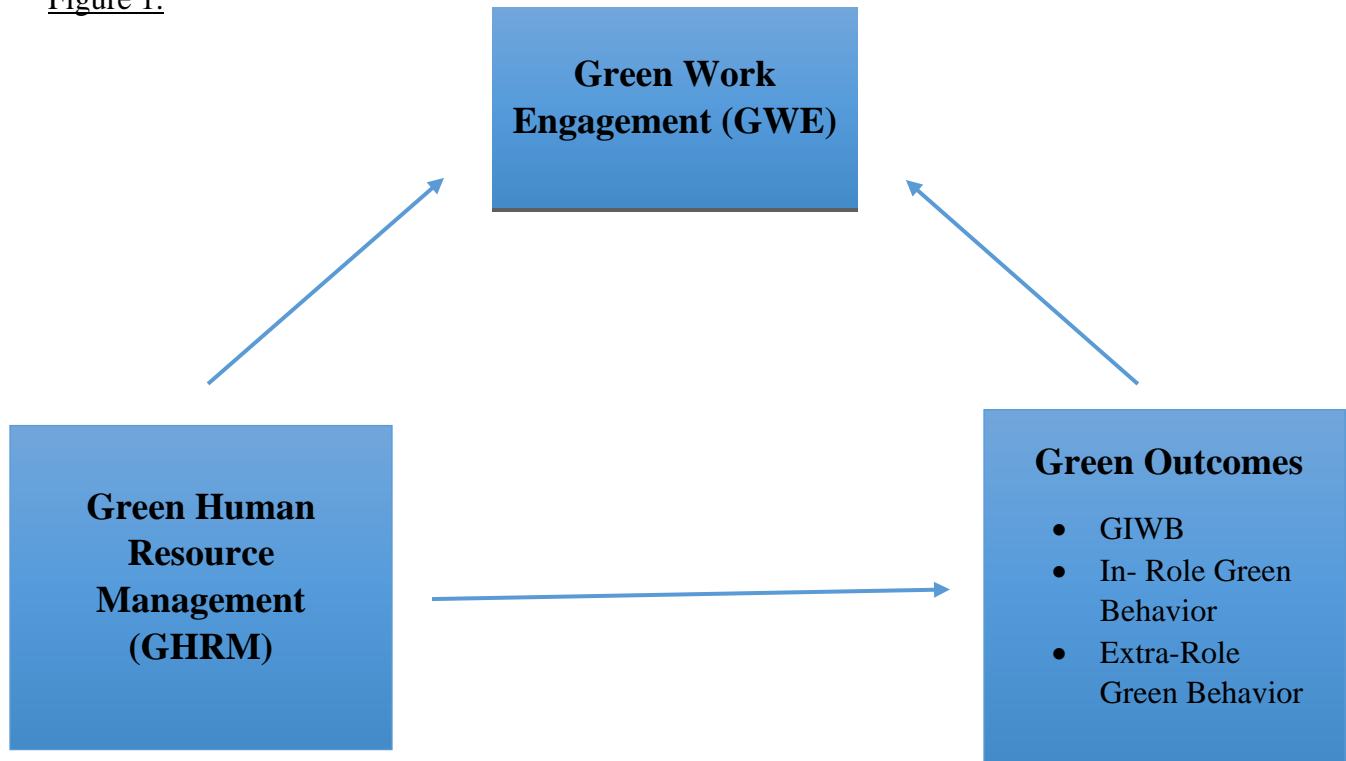 Figure 1:
Green Work
Engagement (GWE)
Green Human
Resource
Management
(GHRM)
Green Outcomes
• GIWB
• In- Role Green
Behavior
• Extra-Role
Green Behavior